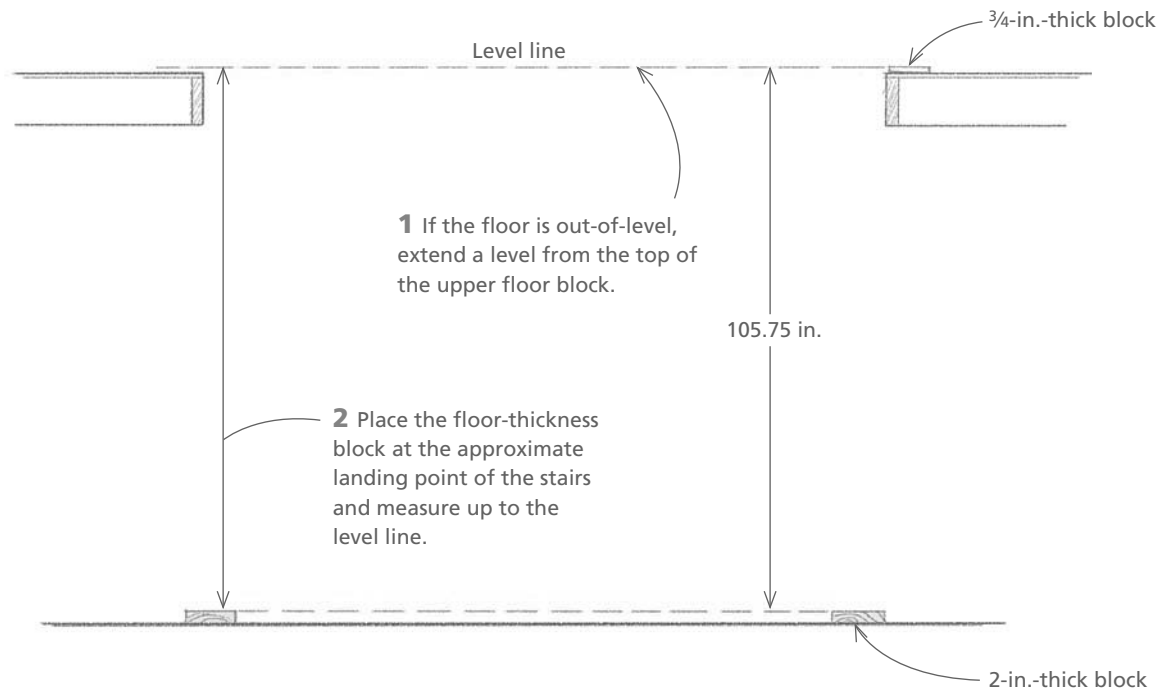 ¾-in.-thick block
Level line
1 If the floor is out-of-level,
extend a level from the top of
the upper floor block.
105.75 in.
2 Place the floor-thickness
block at the approximate
landing point of the stairs
and measure up to the
level line.
2-in.-thick block